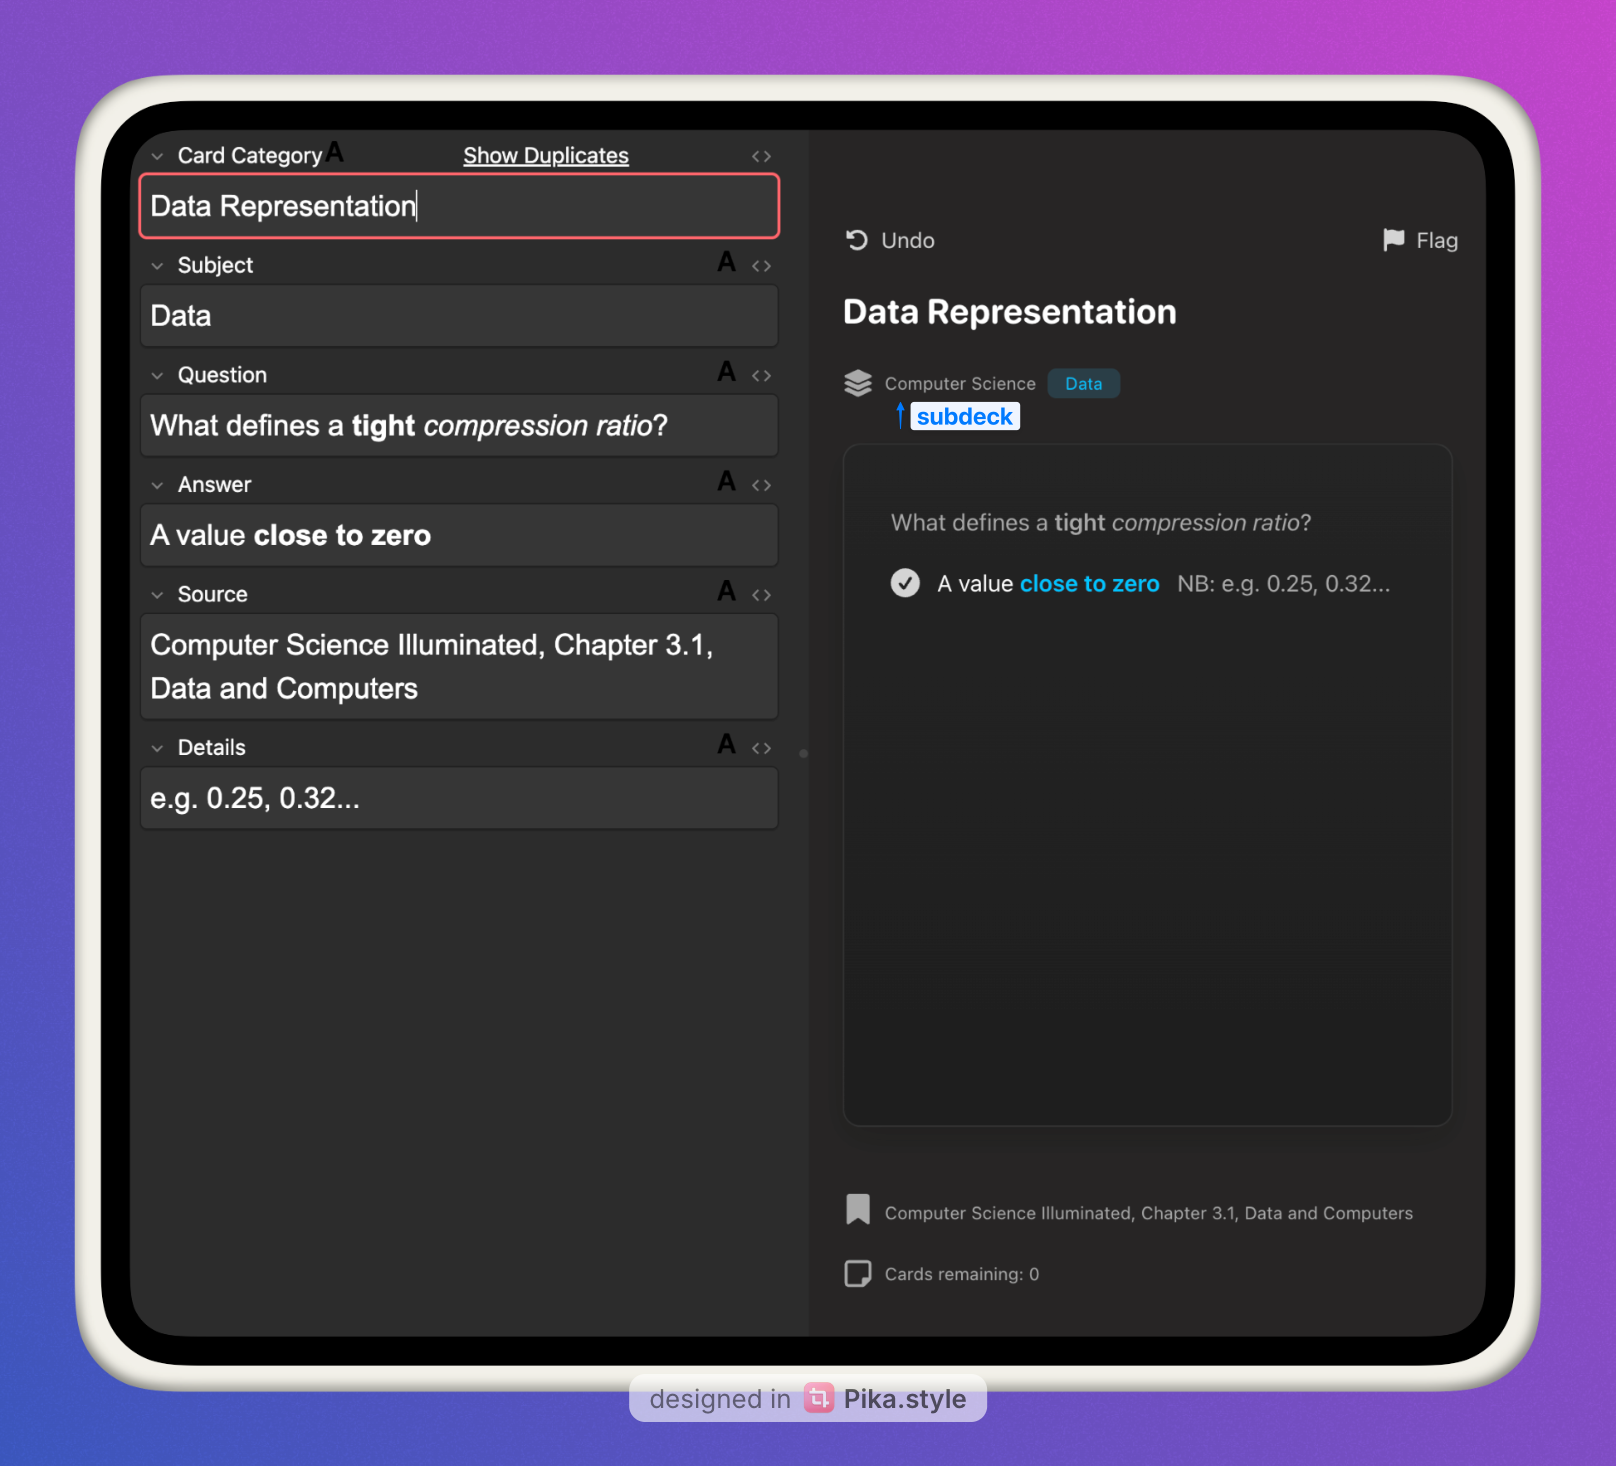 Card Category A Show Duplicates <>
Data Representation
Subject A <>
Data
Question A <>
What defines a tight compression ratio?
Answer A <>
A value close to zero
Source A <>
Computer Science Illuminated, Chapter 3.1,
Data and Computers
Details A <>
e.g. 0.25, 0.32...
Undo Flag
Data Representation
Computer Science Data
subdeck
What defines a tight compression ratio?
A value close to zero NB: e.g. 0.25, 0.32...
Computer Science Illuminated, Chapter 3.1, Data and Computers
Cards remaining: 0
designed in Pika.style